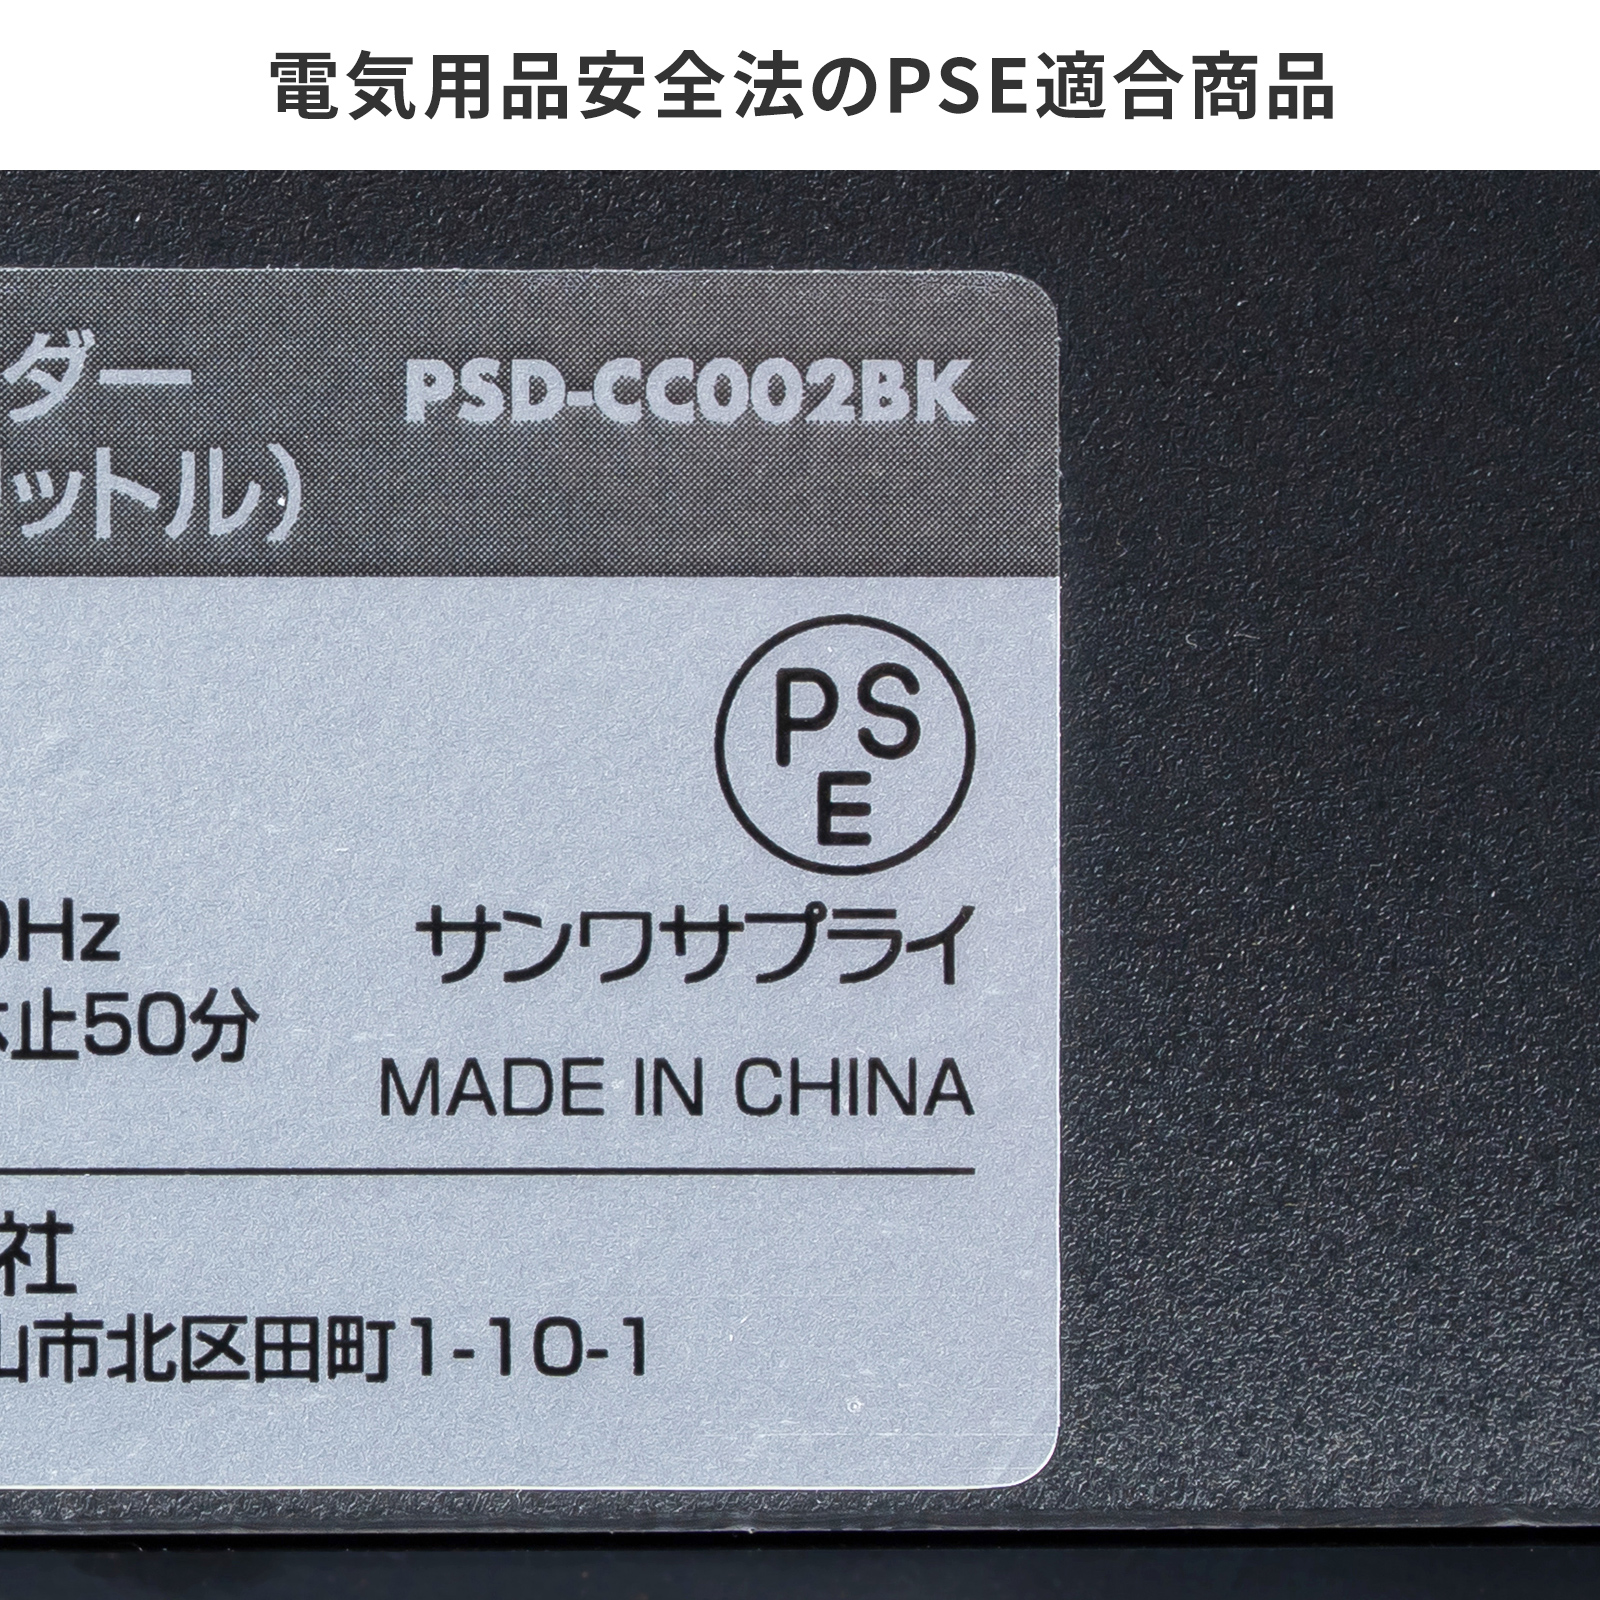 電気用品安全法のPSE適合商品
ダー PSD-CC002BK
ットル)
PS
E
0Hz サンワサプライ
止50分
MADE IN CHINA
社
山市北区田町1-10-1